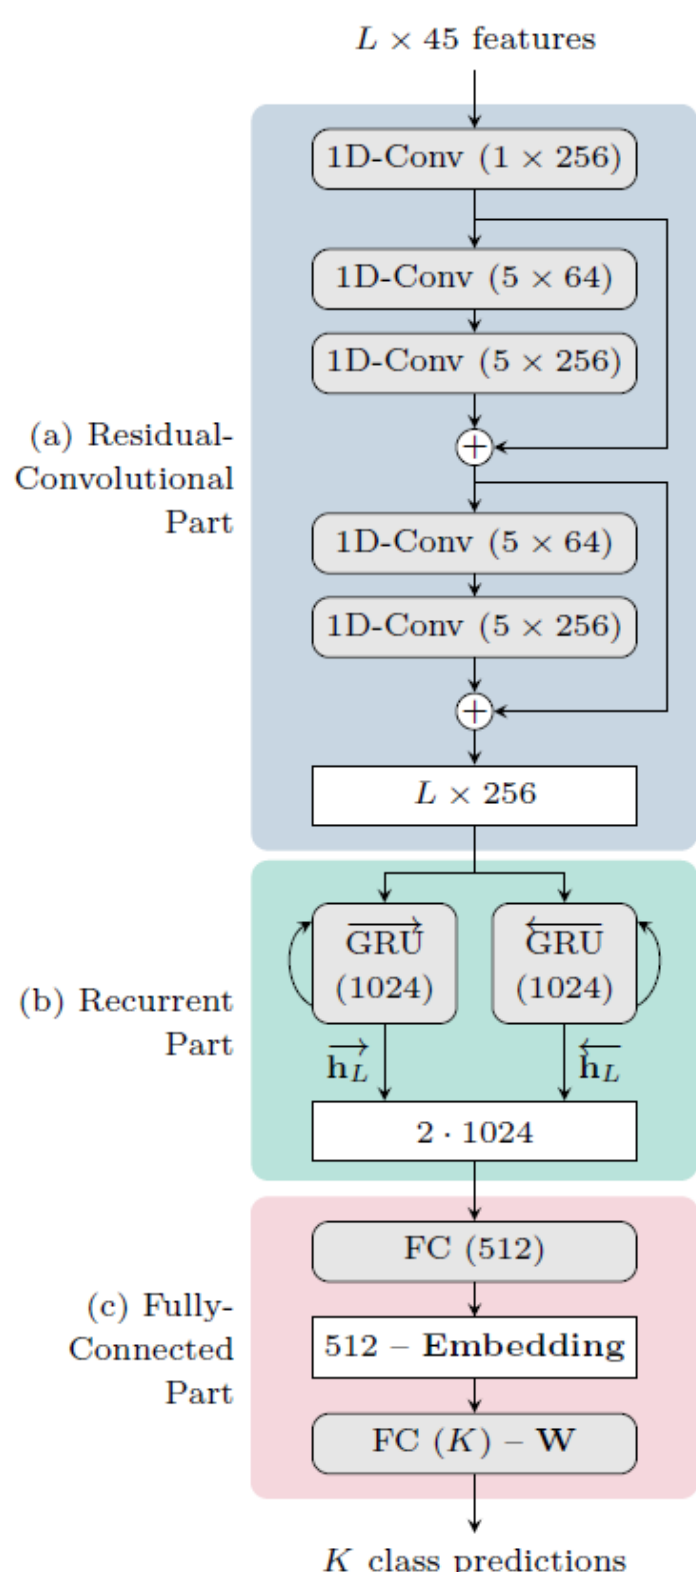 L × 45 features
1D-Conv (1 × 256)
1D-Conv (5 × 64)
1D-Conv (5 × 256)
+
(a) Residual-
Convolutional
Part
1D-Conv (5 × 64)
1D-Conv (5 × 256)
+
L × 256
(b) Recurrent
Part
→GRU
(1024)
←GRU
(1024)
→h_L
←h_L
2 · 1024
(c) Fully-
Connected
Part
FC (512)
512 – Embedding
FC (K) – W
K class predictions